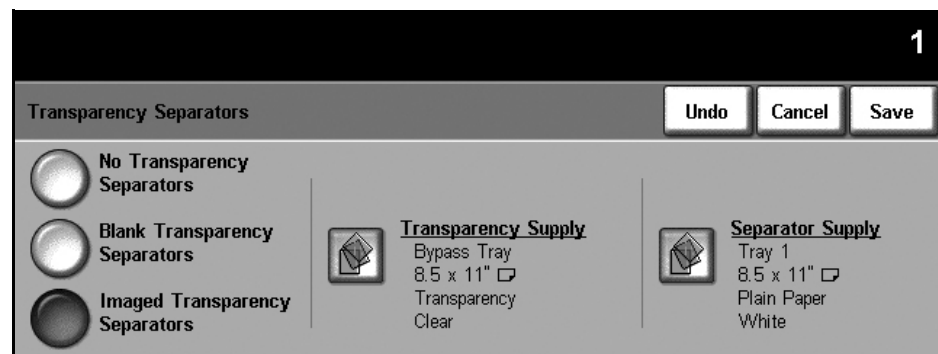 1
Transparency Separators
Undo
Cancel
Save
No Transparency
Separators
Blank Transparency
Separators
Imaged Transparency
Separators
Transparency Supply
Bypass Tray
8.5 x 11"
Transparency
Clear
Separator Supply
Tray 1
8.5 x 11"
Plain Paper
White